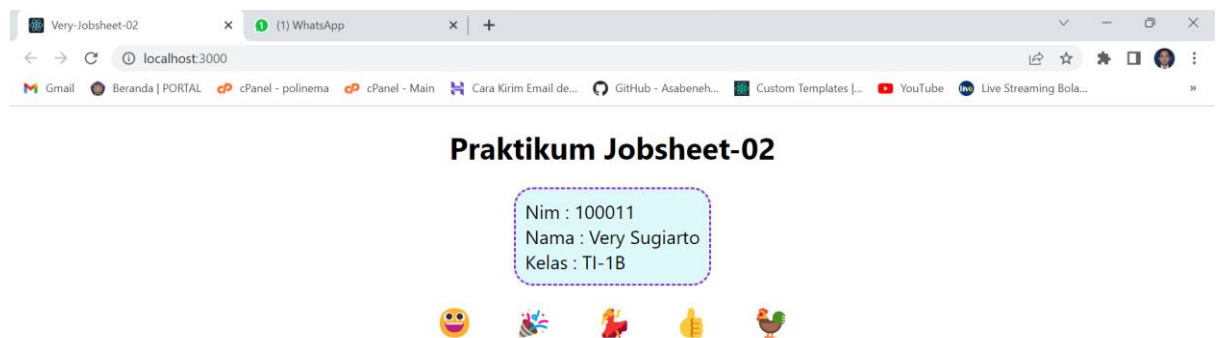 Very-Jobsheet-02
(1) WhatsApp
localhost:3000
Gmail Beranda | PORTAL cPanel - polinema cPanel - Main Cara Kirim Email de... GitHub - Asabeneh... Custom Templates |... YouTube Live Streaming Bola... »
Praktikum Jobsheet-02
Nim : 100011
Nama : Very Sugiarto
Kelas : TI-1B